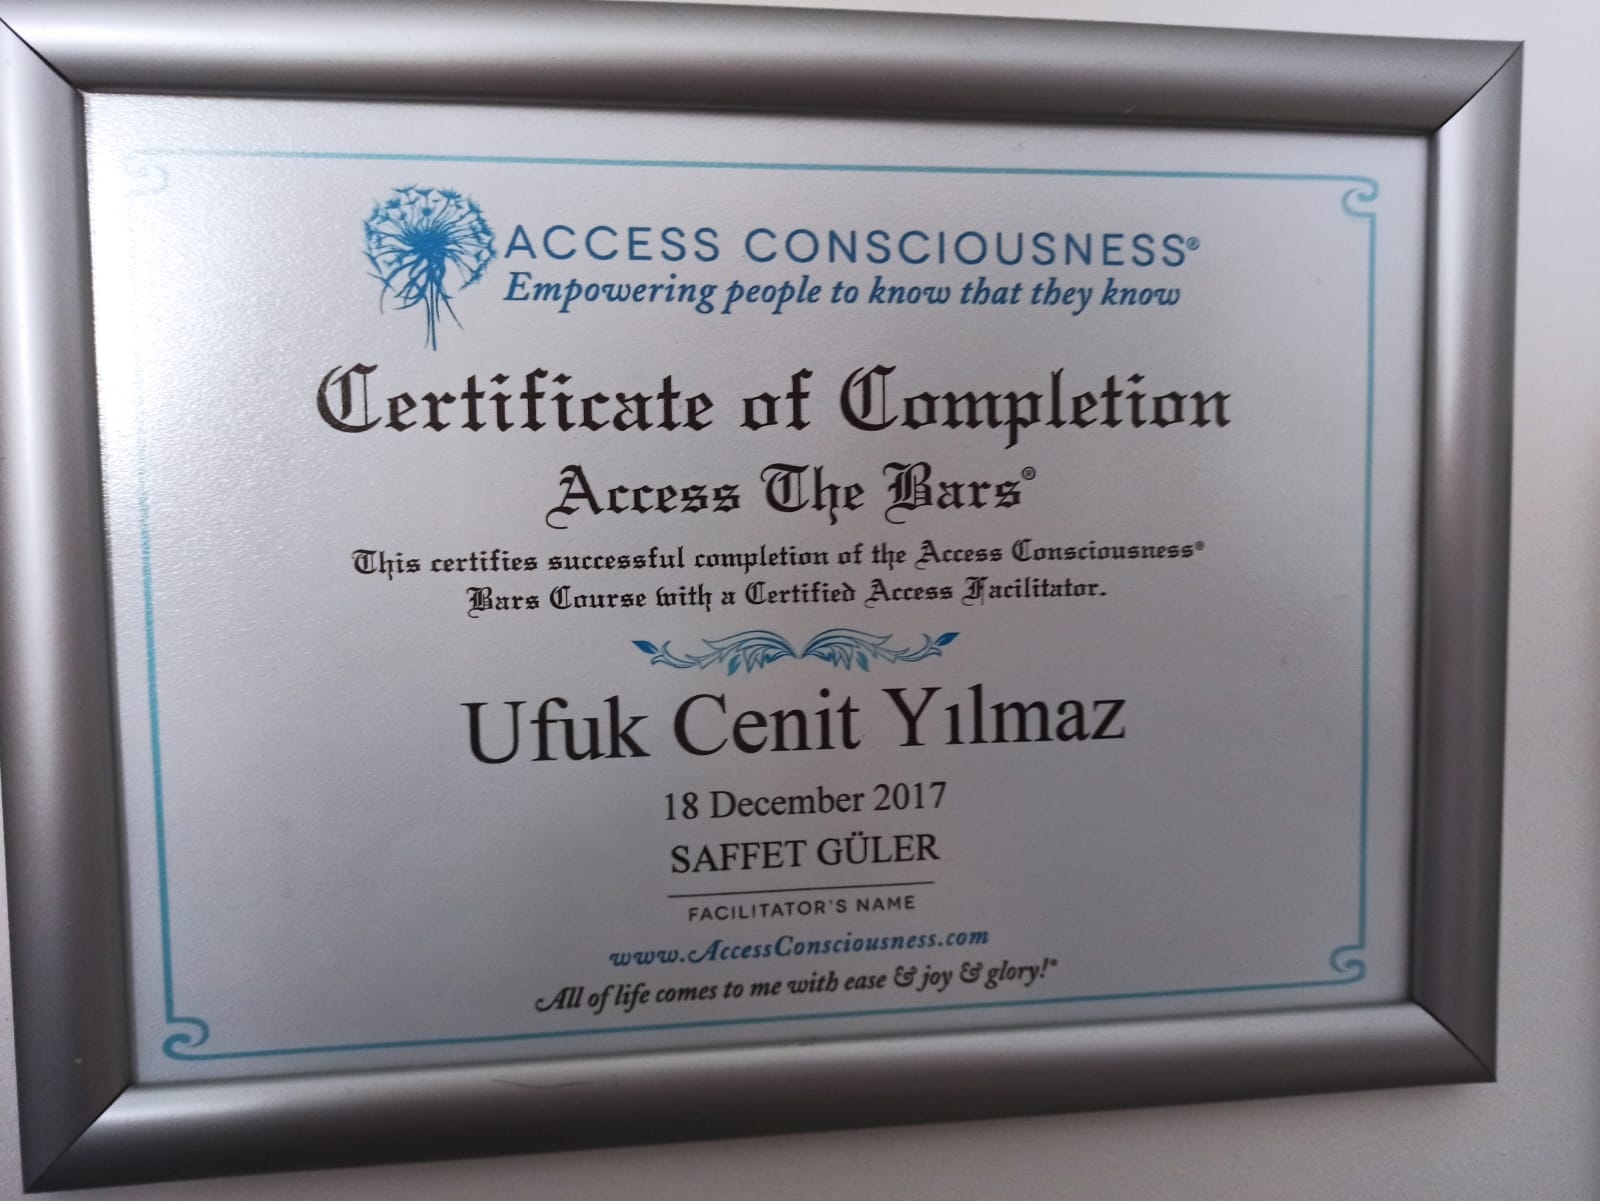 ACCESS CONSCIOUSNESS®
Empowering people to know that they know
Certificate of Completion
Access The Bars®
This certifies successful completion of the Access Consciousness®
Bars Course with a Certified Access Facilitator.
Ufuk Cenit Yılmaz
18 December 2017
SAFFET GÜLER
FACILITATOR'S NAME
www.AccessConsciousness.com
All of life comes to me with ease & joy & glory!®